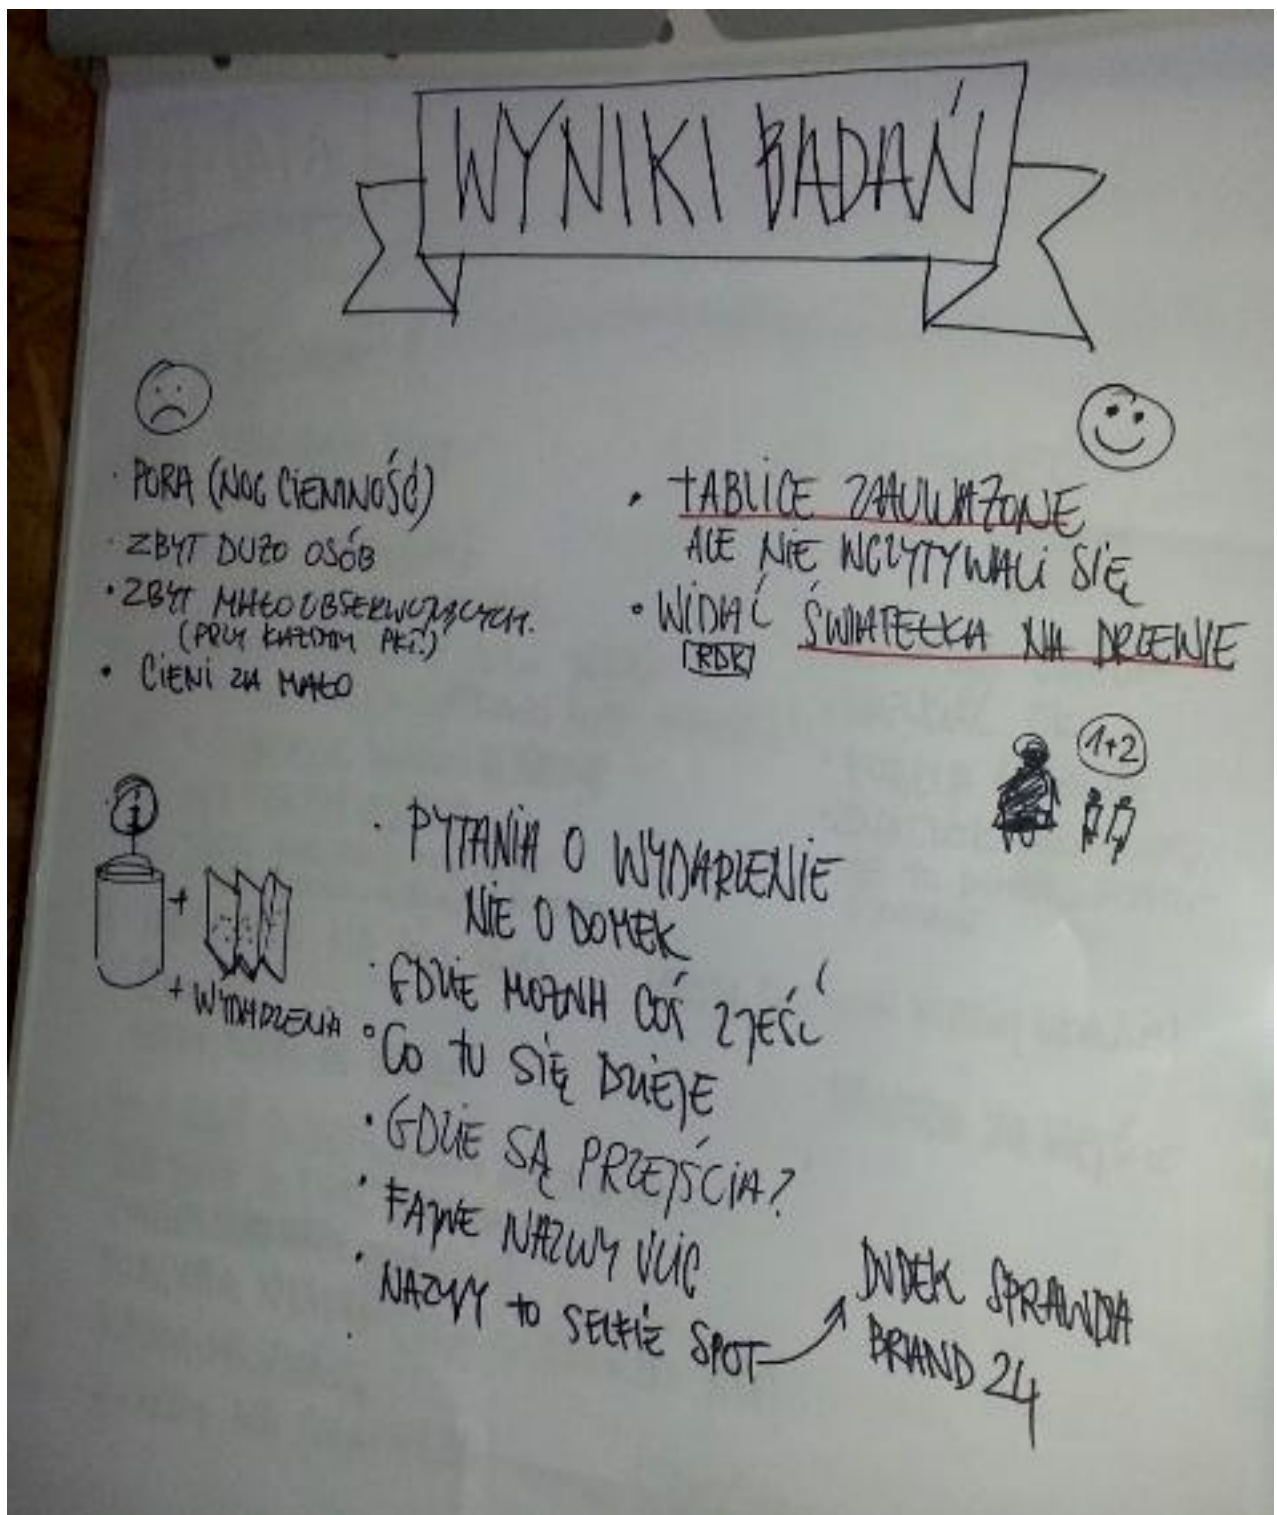 WYNIKI BADAŃ
PORA (NOC CIEMNOŚĆ)
ZBYT DUŻO OSÓB
ZBYT MAŁO OBSERWUJĄCYCH.
(PRZY KAŻDYM PKT.)
CIENI ZA MAŁO
TABLICE ZAUWAŻONE
ALE NIE WCZYTYWALI SIĘ
WIDAĆ ŚWIATEŁKA NA DRZEWIE
RDK
1+2
i
+
+ WYDARZENIA
PYTANIA O WYDARZENIE
NIE O DOMEK
GDZIE MOŻNA COŚ ZJEŚĆ
CO TU SIĘ DZIEJE
GDZIE SĄ PRZEJŚCIA?
FAJNE NAZWY ULIC
NAZWY TO SELFIE SPOT
DUDEK SPRAWDZA
BRAND 24